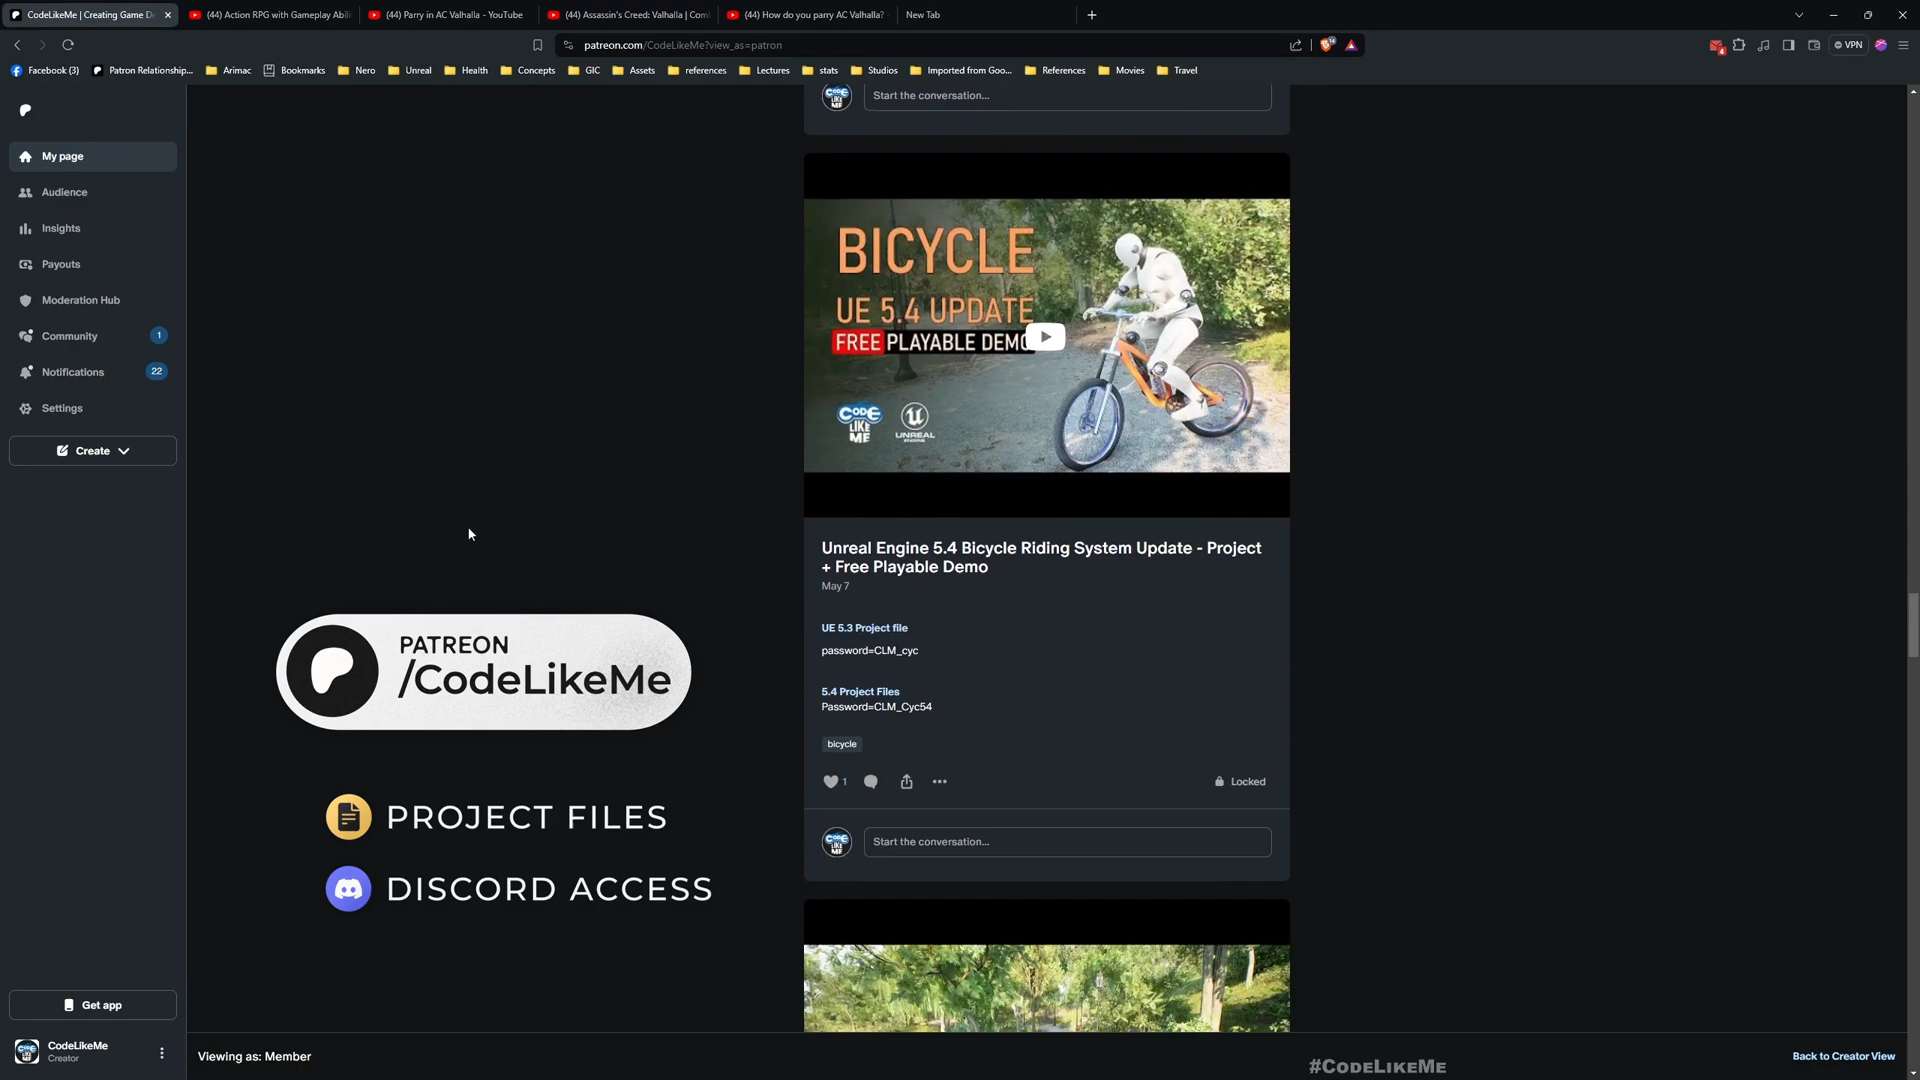 CodeLikeMe | Creating Game D
(44) Action RPG with Gameplay Abili
(44) Parry in AC Valhalla - YouTube
(44) Assassin's Creed: Valhalla | Com
(44) How do you parry AC Valhalla?
New Tab
patreon.com/CodeLikeMe?view_as=patron
VPN
Facebook (3)
Patron Relationship...
Arimac
Bookmarks
Nero
Unreal
Health
Concepts
GIC
Assets
references
Lectures
stats
Studios
Imported from Goo...
References
Movies
Travel
My page
Audience
Insights
Payouts
Moderation Hub
Community
1
Notifications
22
Settings
Create
Get app
CodeLikeMe
Creator
Start the conversation...
BICYCLE
UE 5.4 UPDATE
FREE PLAYABLE DEMO
CODE
LIKE
ME
UNREAL
ENGINE
Unreal Engine 5.4 Bicycle Riding System Update - Project
+ Free Playable Demo
May 7
UE 5.3 Project file
password=CLM_cyc
5.4 Project Files
Password=CLM_Cyc54
bicycle
1
Locked
Start the conversation...
PATREON
/CodeLikeMe
PROJECT FILES
DISCORD ACCESS
Viewing as: Member
#CodeLikeMe
Back to Creator View